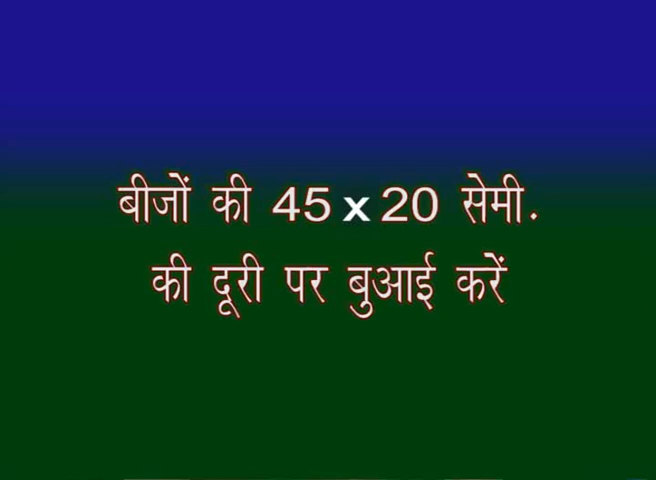 बीजों की 45 x 20 सेमी.
की दूरी पर बुआई करें